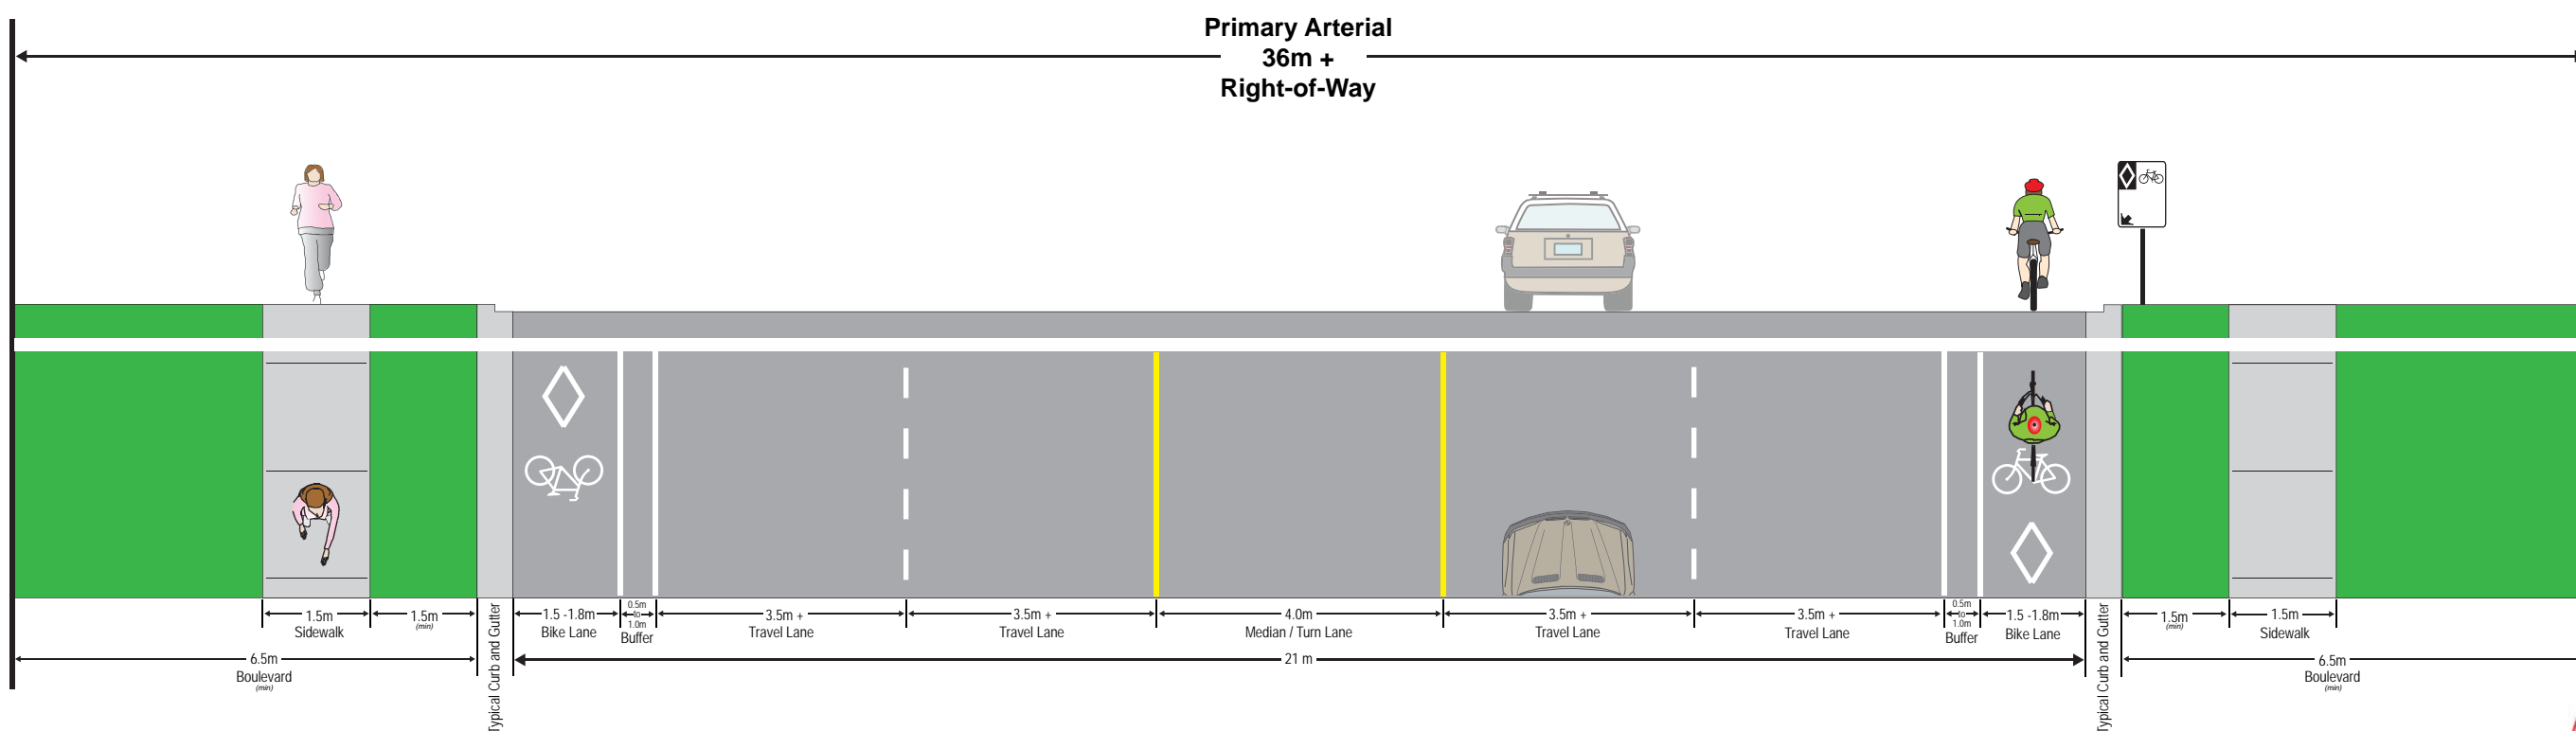 Primary Arterial
36m +
Right-of-Way
1.5m
Sidewalk
1.5m
(min)
6.5m
Boulevard
(min)
Typical Curb and Gutter
1.5 -1.8m
Bike Lane
0.5m
to
1.0m
Buffer
3.5m +
Travel Lane
3.5m +
Travel Lane
4.0m
Median / Turn Lane
3.5m +
Travel Lane
3.5m +
Travel Lane
0.5m
to
1.0m
Buffer
1.5 -1.8m
Bike Lane
21 m
Typical Curb and Gutter
1.5m
(min)
1.5m
Sidewalk
6.5m
Boulevard
(min)